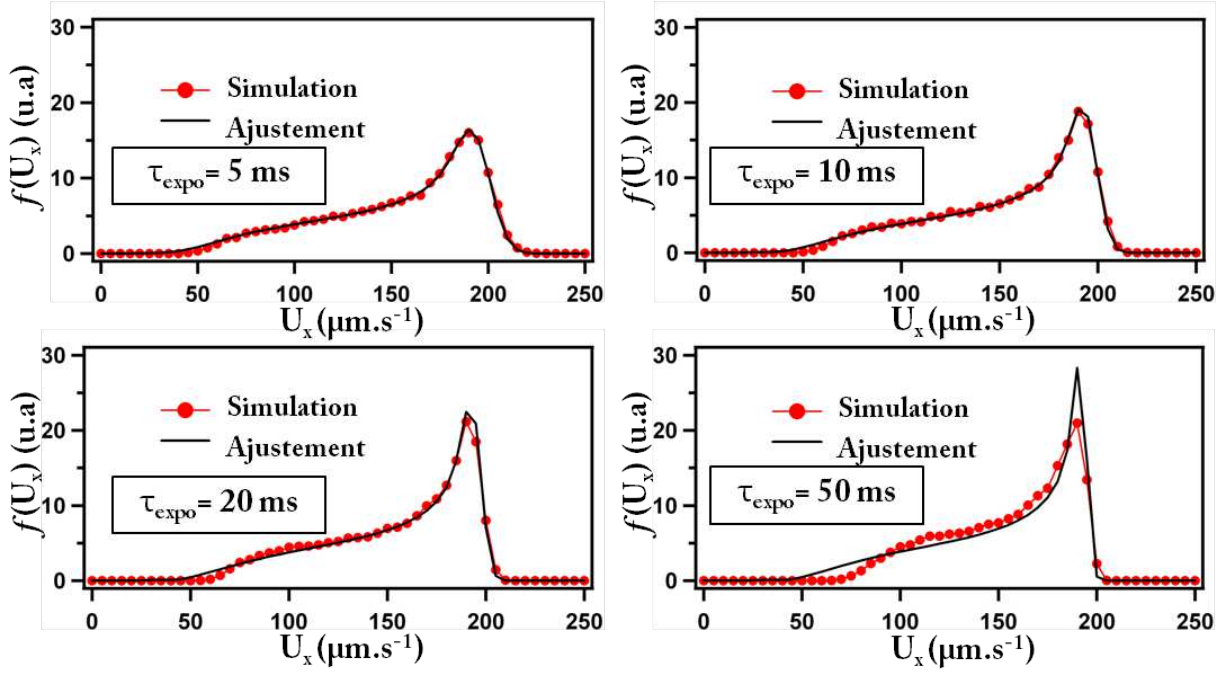 30
20
10
0
f(Uₓ) (u.a)
Simulation
Ajustement
τexpo= 5 ms
0 50 100 150 200 250
Uₓ (µm.s⁻¹)
30
20
10
0
f(Uₓ) (u.a)
Simulation
Ajustement
τexpo= 10 ms
0 50 100 150 200 250
Uₓ (µm.s⁻¹)
30
20
10
0
f(Uₓ) (u.a)
Simulation
Ajustement
τexpo= 20 ms
0 50 100 150 200 250
Uₓ (µm.s⁻¹)
30
20
10
0
f(Uₓ) (u.a)
Simulation
Ajustement
τexpo= 50 ms
0 50 100 150 200 250
Uₓ (µm.s⁻¹)